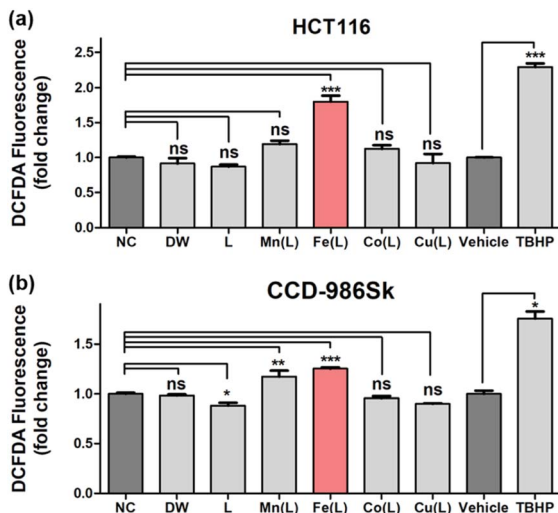 (a)
HCT116
DCFDA Fluorescence
(fold change)
2.5
2.0
1.5
1.0
0.5
0.0
ns ns ns *** ns ns ***
NC DW L Mn(L) Fe(L) Co(L) Cu(L) Vehicle TBHP
(b)
CCD-986Sk
DCFDA Fluorescence
(fold change)
1.5
1.0
0.5
0.0
ns * ** *** ns ns *
NC DW L Mn(L) Fe(L) Co(L) Cu(L) Vehicle TBHP